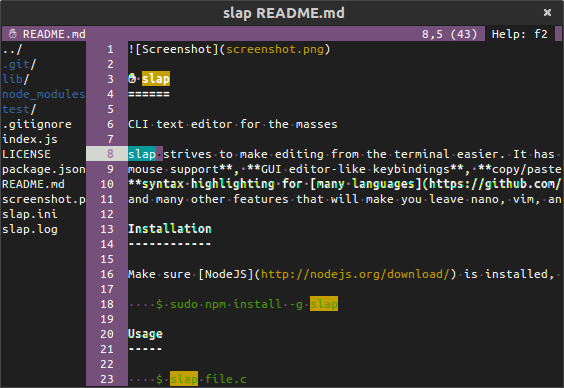 slap README.md
README.md 8,5 (43) Help: f2
../
.git/
lib/
node_modules
test/
.gitignore
index.js
LICENSE
package.json
README.md
screenshot.p
slap.ini
slap.log
1 ![Screenshot](screenshot.png)
2
3 slap
4 ======
5
6 CLI text editor for the masses
7
8 slap strives to make editing from the terminal easier. It has
9 mouse support**, **GUI editor-like keybindings**, **copy/paste
10 **syntax highlighting for [many languages](https://github.com/
11 and many other features that will make you leave nano, vim, an
12
13 Installation
14 ------------
15
16 Make sure [NodeJS](http://nodejs.org/download/) is installed,
17
18 ····$ sudo npm install -g slap
19
20 Usage
21 -----
22
23 ····$ slap file.c